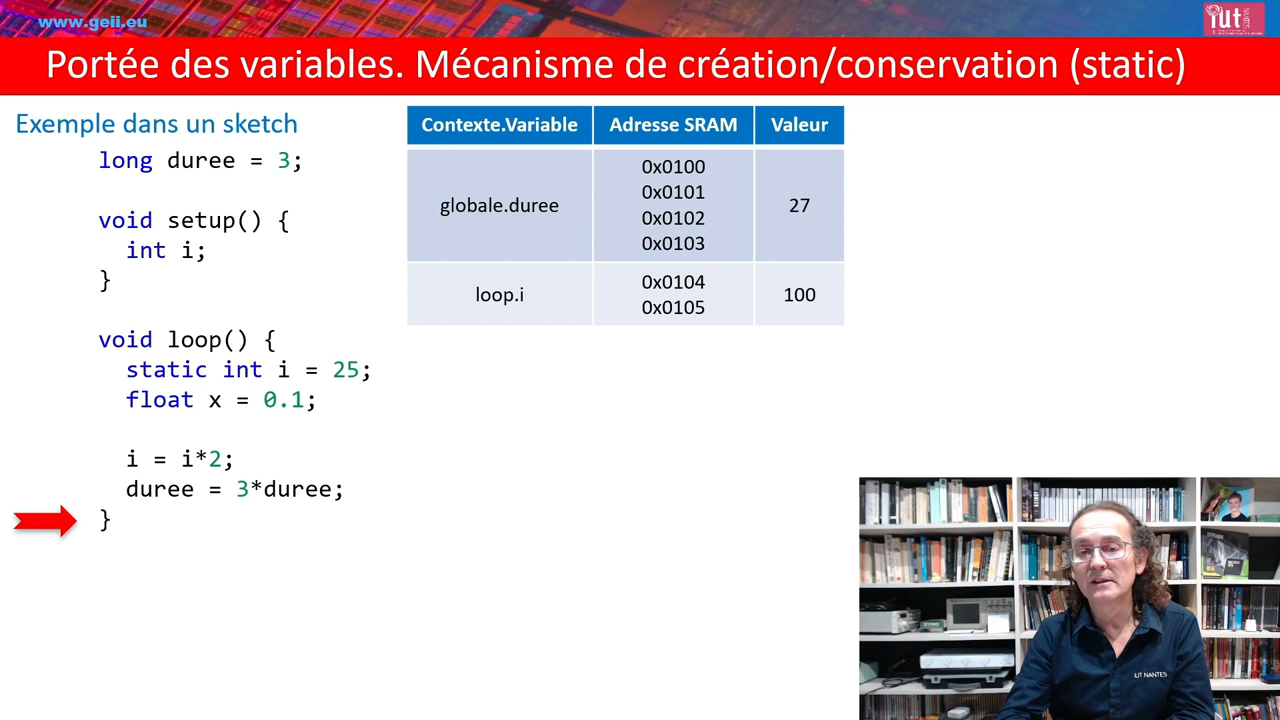 www.geii.eu
iut
NANTES
Portée des variables. Mécanisme de création/conservation (static)
Exemple dans un sketch
long duree = 3;
void setup() {
int i;
}
void loop() {
static int i = 25;
float x = 0.1;
i = i*2;
duree = 3*duree;
}
Contexte.Variable Adresse SRAM Valeur
globale.duree 0x0100 27
0x0101
0x0102
0x0103
loop.i 0x0104 100
0x0105
IUT NANTES